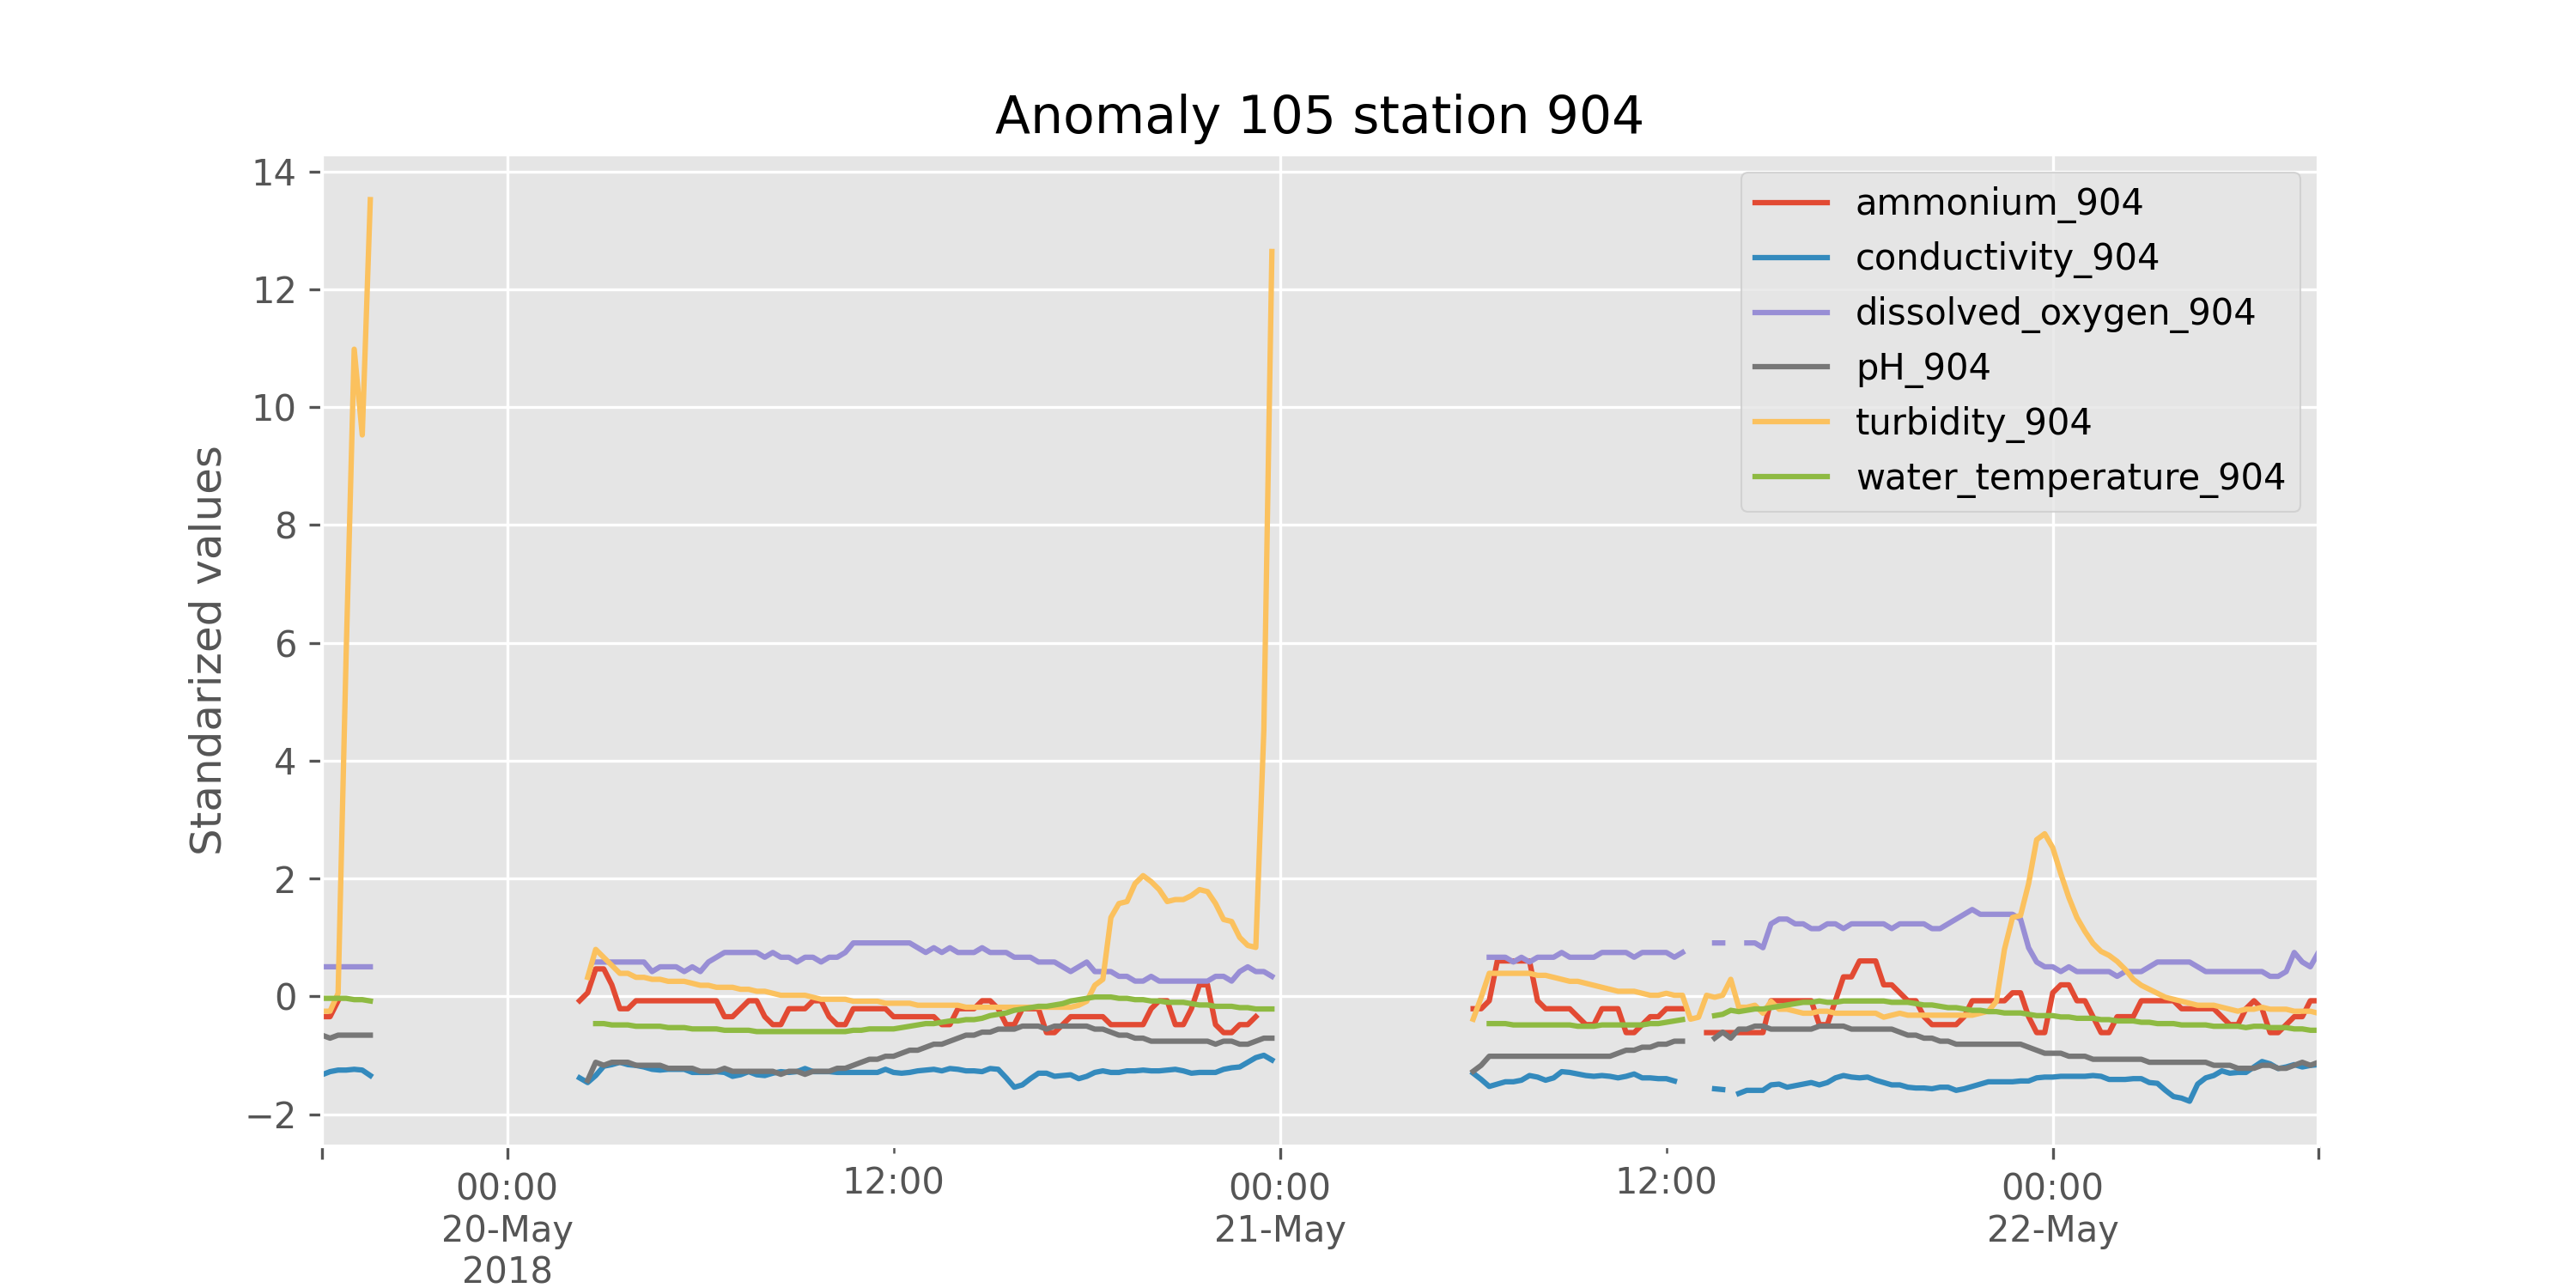 Anomaly 105 station 904
14
12
10
8
6
4
2
0
−2
Standarized values
ammonium_904
conductivity_904
dissolved_oxygen_904
pH_904
turbidity_904
water_temperature_904
00:00
20-May
2018
12:00
00:00
21-May
12:00
00:00
22-May